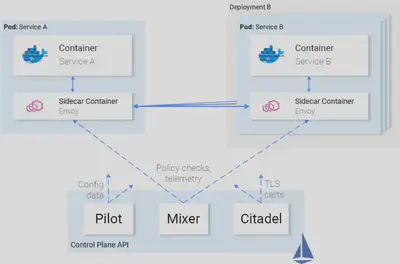 Deployment B
Pod: Service A
Pod: Service B
Container
Service A
Container
Service B
Sidecar Container
Envoy
Sidecar Container
Envoy
Policy checks,
telemetry
Config
data
TLS
certs
Pilot
Mixer
Citadel
Control Plane API